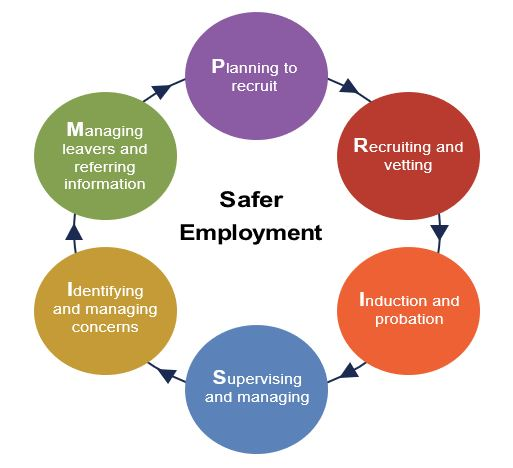 Planning to
recruit
Recruiting and
vetting
Induction and
probation
Supervising
and managing
Identifying
and managing
concerns
Managing
leavers and
referring
information
Safer
Employment